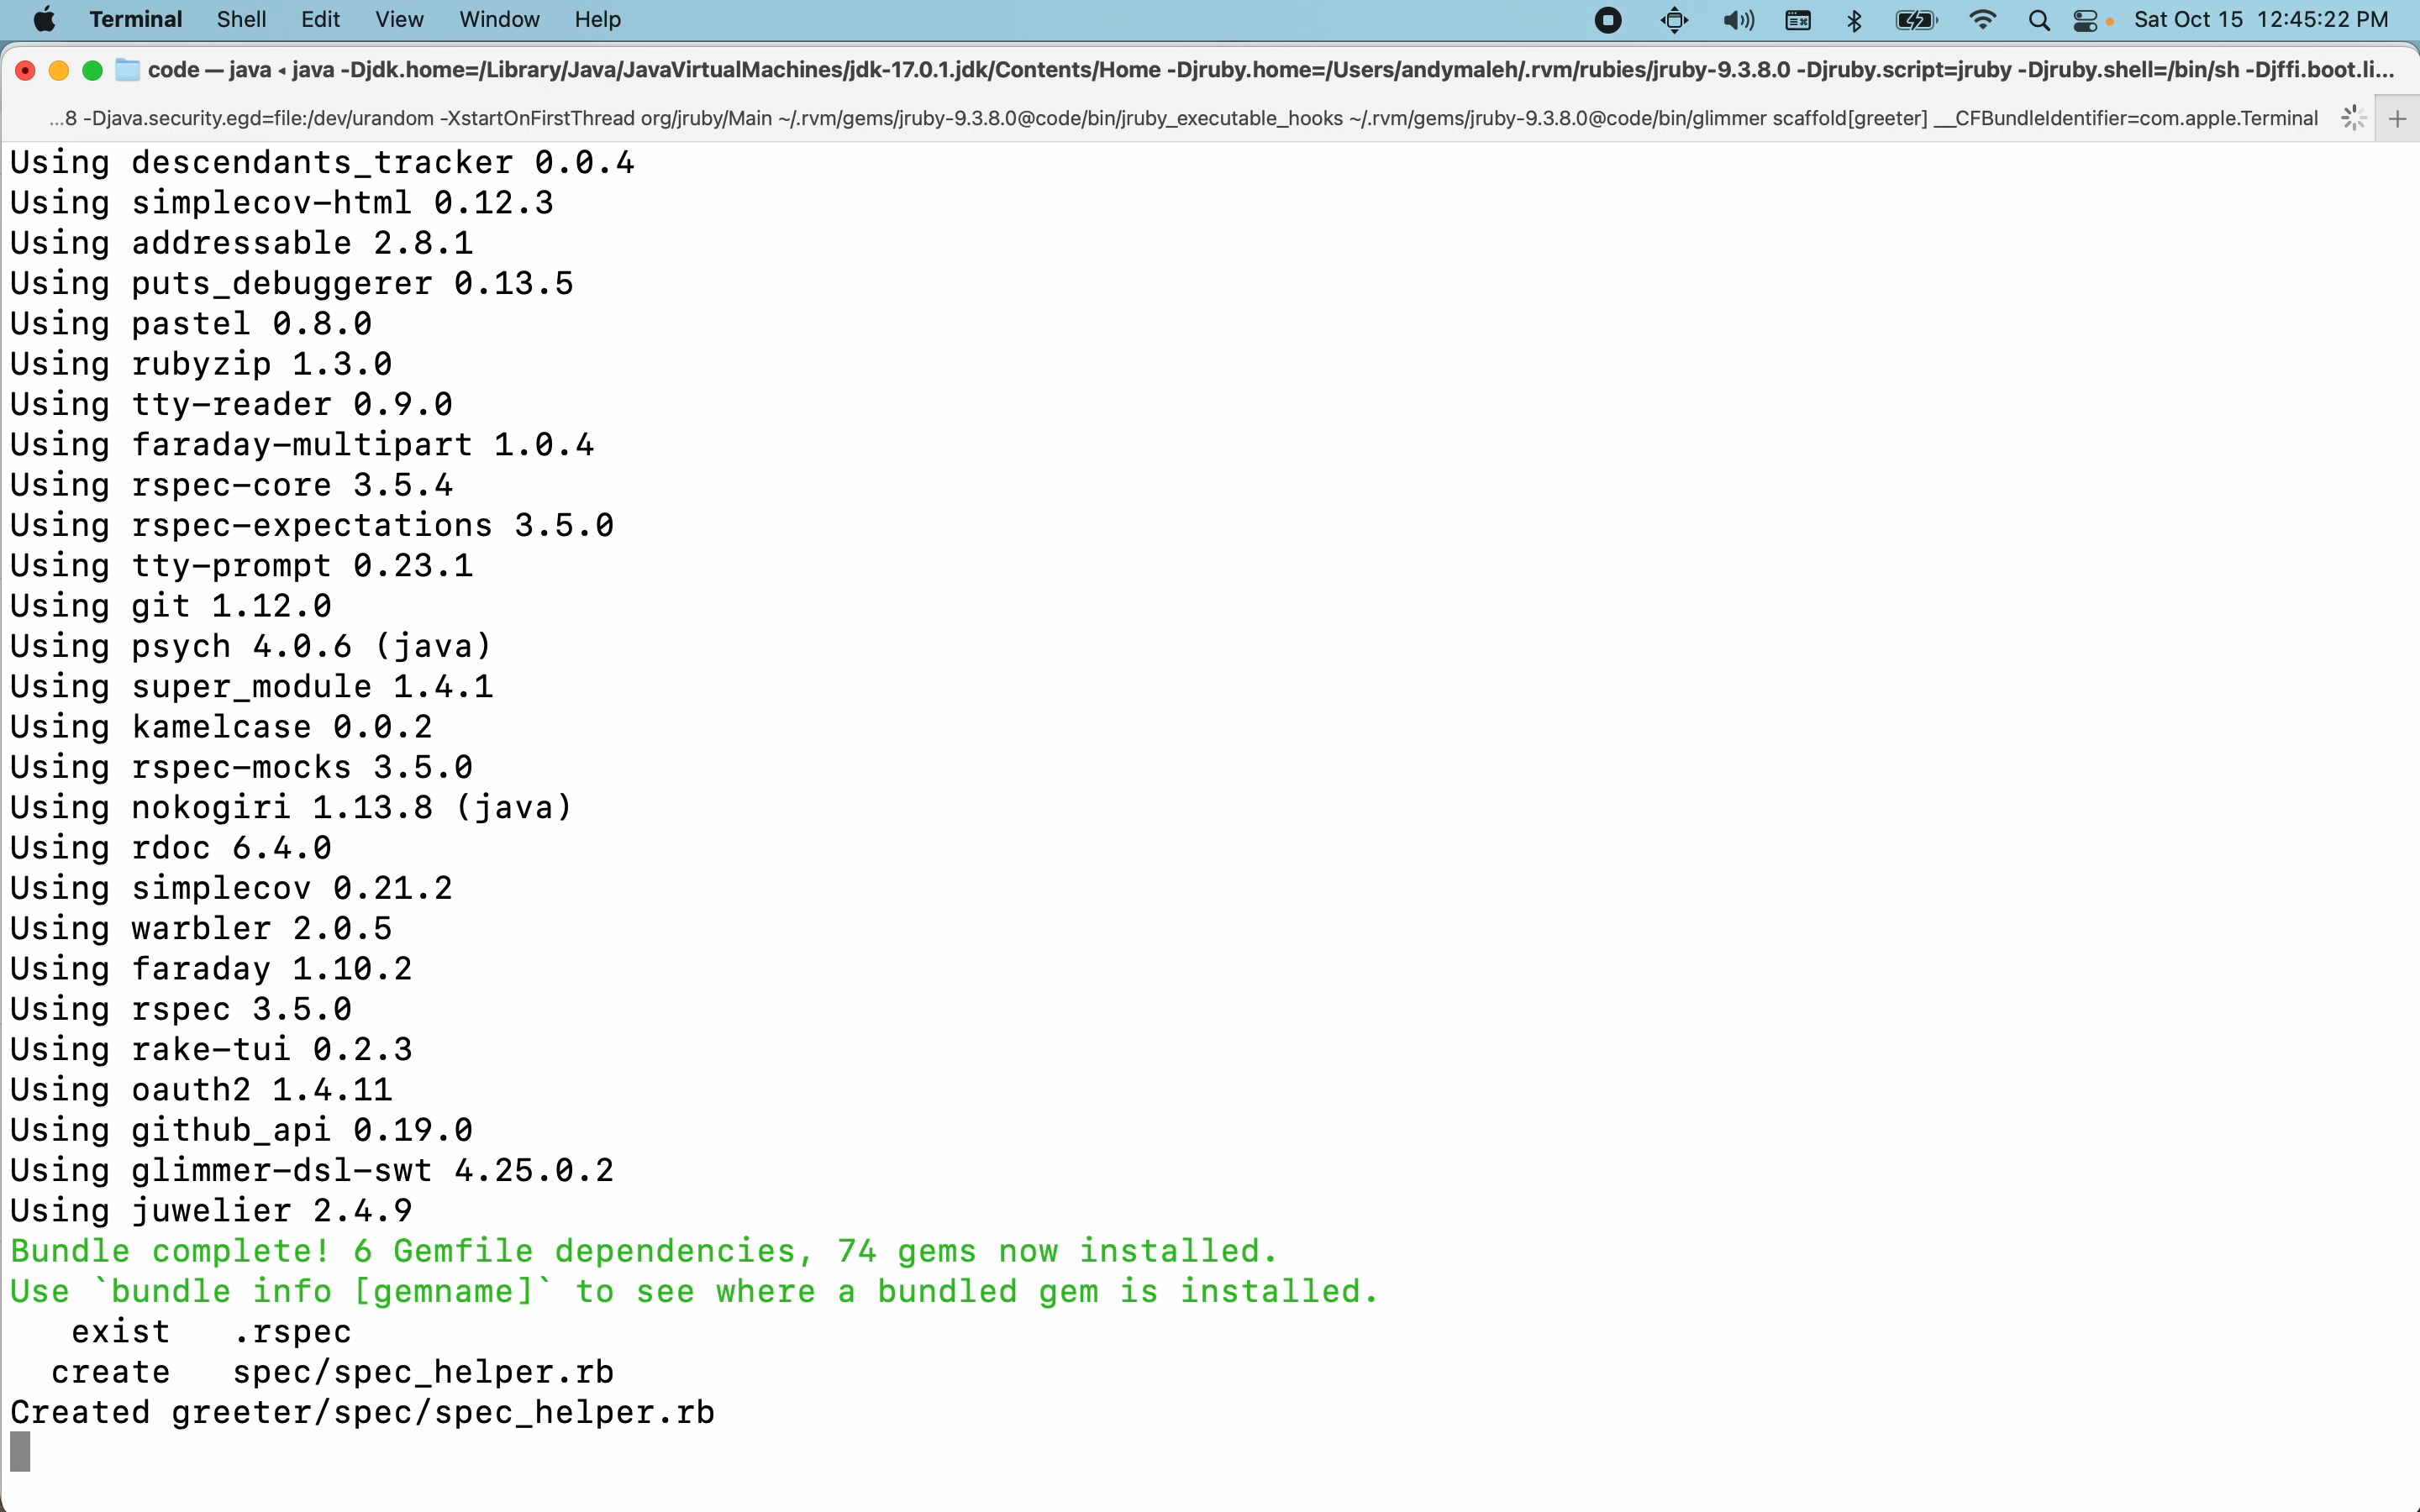 Terminal Shell Edit View Window Help Sat Oct 15 12:45:22 PM
code — java ◂ java -Djdk.home=/Library/Java/JavaVirtualMachines/jdk-17.0.1.jdk/Contents/Home -Djruby.home=/Users/andymaleh/.rvm/rubies/jruby-9.3.8.0 -Djruby.script=jruby -Djruby.shell=/bin/sh -Djffi.boot.li...
...8 -Djava.security.egd=file:/dev/urandom -XstartOnFirstThread org/jruby/Main ~/.rvm/gems/jruby-9.3.8.0@code/bin/jruby_executable_hooks ~/.rvm/gems/jruby-9.3.8.0@code/bin/glimmer scaffold[greeter] __CFBundleIdentifier=com.apple.Terminal
Using descendants_tracker 0.0.4
Using simplecov-html 0.12.3
Using addressable 2.8.1
Using puts_debuggerer 0.13.5
Using pastel 0.8.0
Using rubyzip 1.3.0
Using tty-reader 0.9.0
Using faraday-multipart 1.0.4
Using rspec-core 3.5.4
Using rspec-expectations 3.5.0
Using tty-prompt 0.23.1
Using git 1.12.0
Using psych 4.0.6 (java)
Using super_module 1.4.1
Using kamelcase 0.0.2
Using rspec-mocks 3.5.0
Using nokogiri 1.13.8 (java)
Using rdoc 6.4.0
Using simplecov 0.21.2
Using warbler 2.0.5
Using faraday 1.10.2
Using rspec 3.5.0
Using rake-tui 0.2.3
Using oauth2 1.4.11
Using github_api 0.19.0
Using glimmer-dsl-swt 4.25.0.2
Using juwelier 2.4.9
Bundle complete! 6 Gemfile dependencies, 74 gems now installed.
Use `bundle info [gemname]` to see where a bundled gem is installed.
exist .rspec
create spec/spec_helper.rb
Created greeter/spec/spec_helper.rb